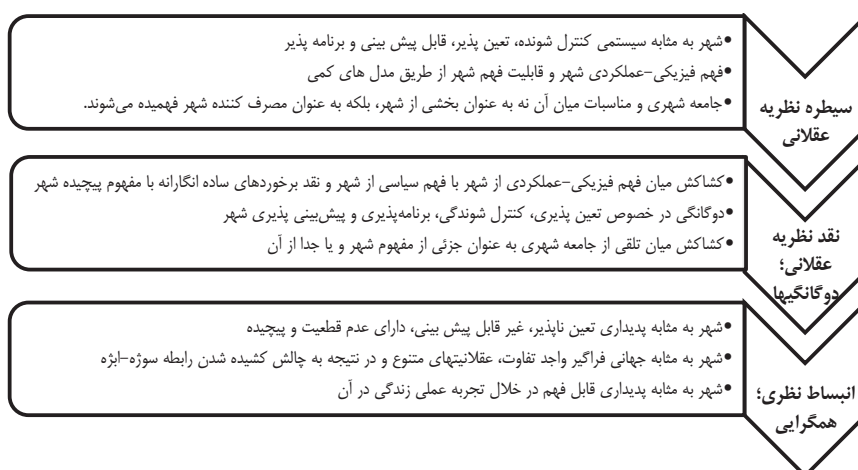 •شهر به مثابه سیستمی کنترل شونده، تعین پذیر، قابل پیش بینی و برنامه پذیر
•فهم فیزیکی-عملکردی شهر و قابلیت فهم شهر از طریق مدل های کمی
•جامعه شهری و مناسبات میان آن نه به عنوان بخشی از شهر، بلکه به عنوان مصرف کننده شهر فهمیده می‌شوند.
سیطره نظریه
عقلانی
•کشاکش میان فهم فیزیکی-عملکردی از شهر با فهم سیاسی از شهر و نقد برخوردهای ساده انگارانه با مفهوم پیچیده شهر
•دوگانگی در خصوص تعین پذیری، کنترل شوندگی، برنامه‌پذیری و پیش‌بینی پذیری شهر
•کشاکش میان تلقی از جامعه شهری به عنوان جزئی از مفهوم شهر و یا جدا از آن
نقد نظریه
عقلانی؛
دوگانگیها
•شهر به مثابه پدیداری تعین ناپذیر، غیر قابل پیش بینی، دارای عدم قطعیت و پیچیده
•شهر به مثابه جهانی فراگیر واجد تفاوت، عقلانیتهای متنوع و در نتیجه به چالش کشیده شدن رابطه سوژه-ابژه
•شهر به مثابه پدیداری قابل فهم در خلال تجربه عملی زندگی در آن
انبساط نظری؛
همگرایی